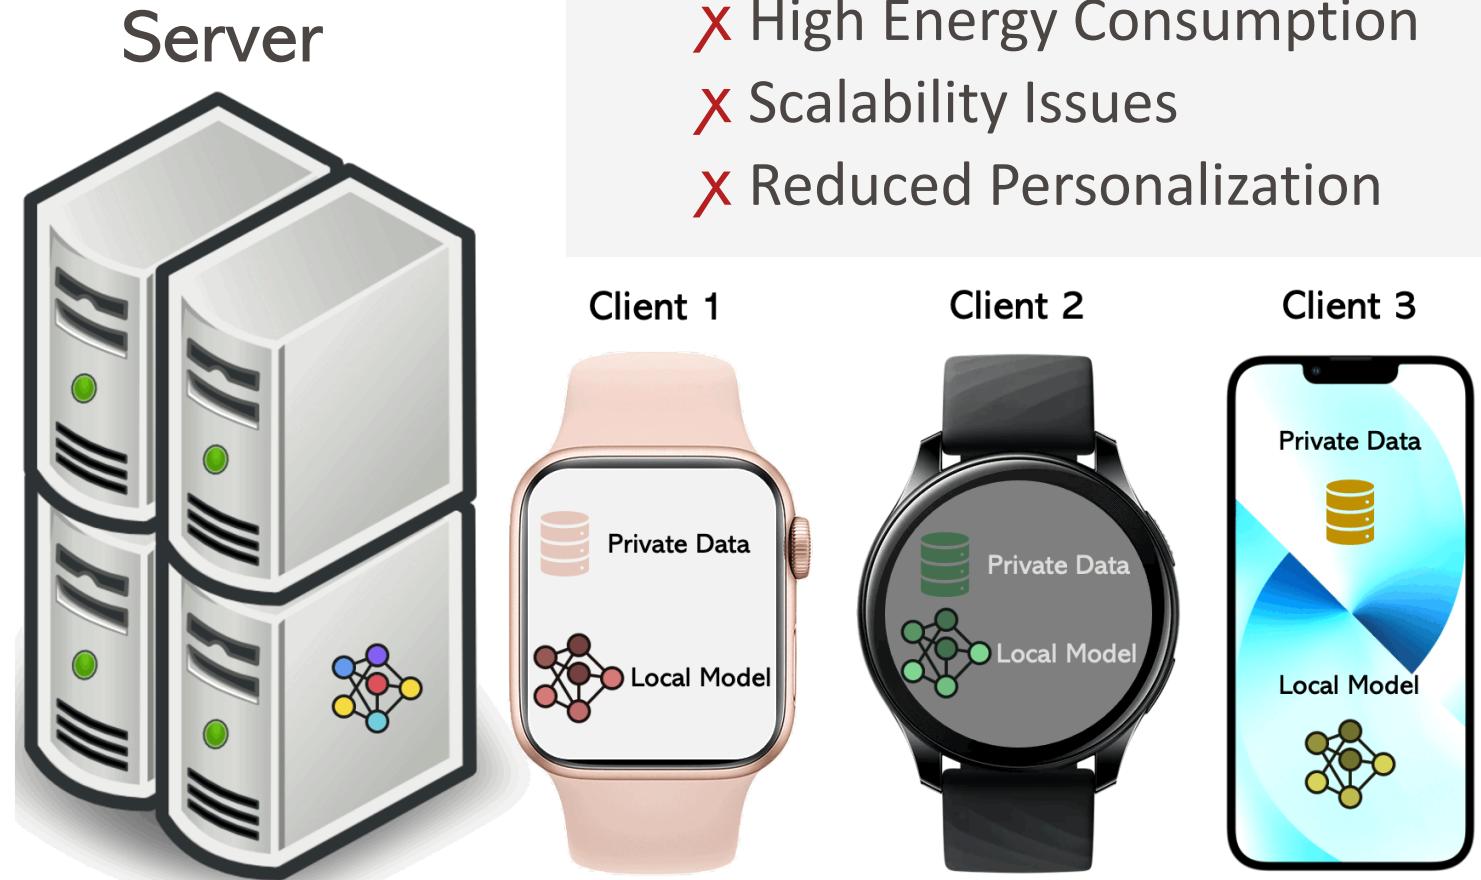 Server
✗ High Energy Consumption
✗ Scalability Issues
✗ Reduced Personalization
Client 1
Client 2
Client 3
Private Data
Local Model
Private Data
Local Model
Private Data
Local Model